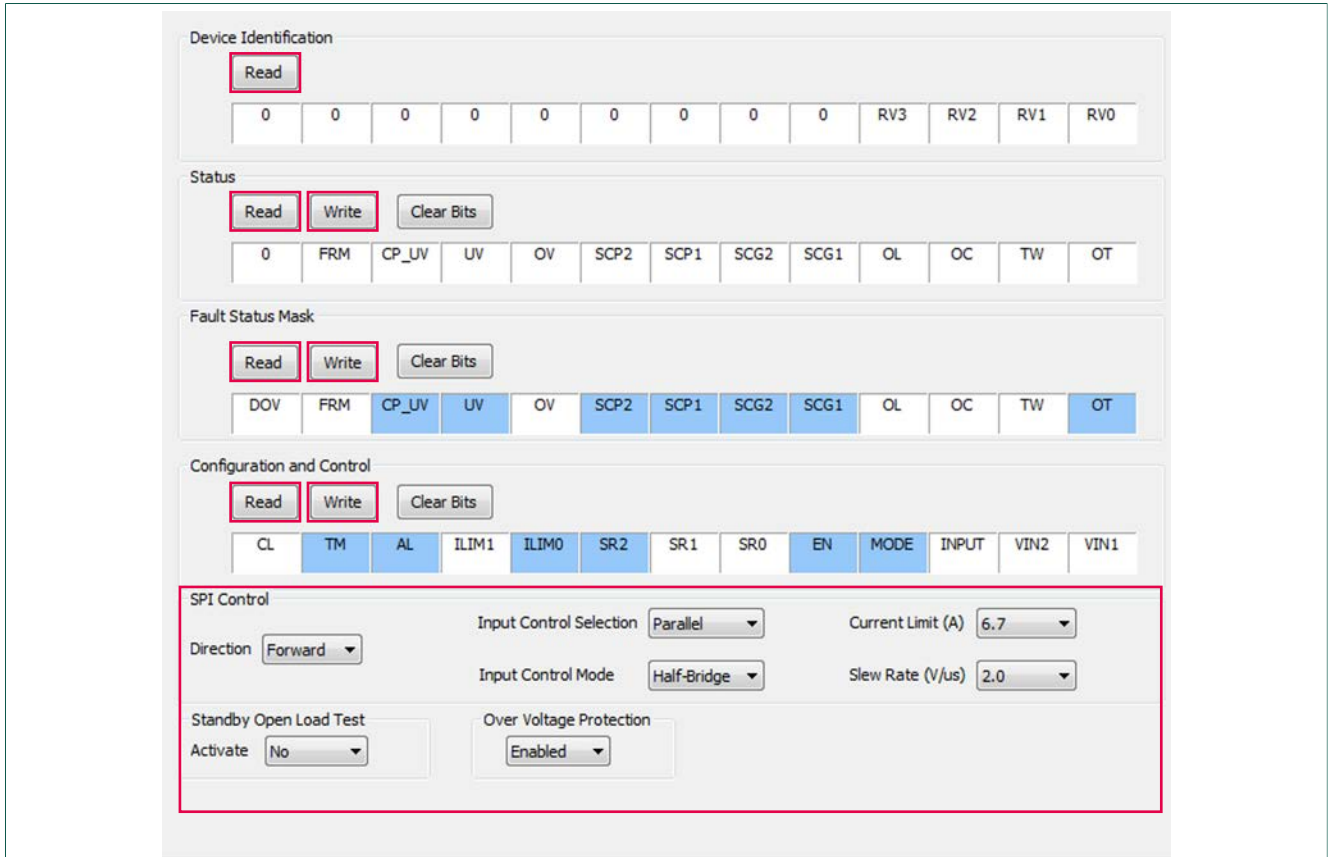 Device Identification
Read
0 0 0 0 0 0 0 0 0 RV3 RV2 RV1 RV0
Status
Read Write Clear Bits
0 FRM CP_UV UV OV SCP2 SCP1 SCG2 SCG1 OL OC TW OT
Fault Status Mask
Read Write Clear Bits
DOV FRM CP_UV UV OV SCP2 SCP1 SCG2 SCG1 OL OC TW OT
Configuration and Control
Read Write Clear Bits
CL TM AL ILIM1 ILIM0 SR2 SR1 SR0 EN MODE INPUT VIN2 VIN1
SPI Control
Input Control Selection Parallel Current Limit (A) 6.7
Direction Forward
Input Control Mode Half-Bridge Slew Rate (V/us) 2.0
Standby Open Load Test Over Voltage Protection
Activate No Enabled